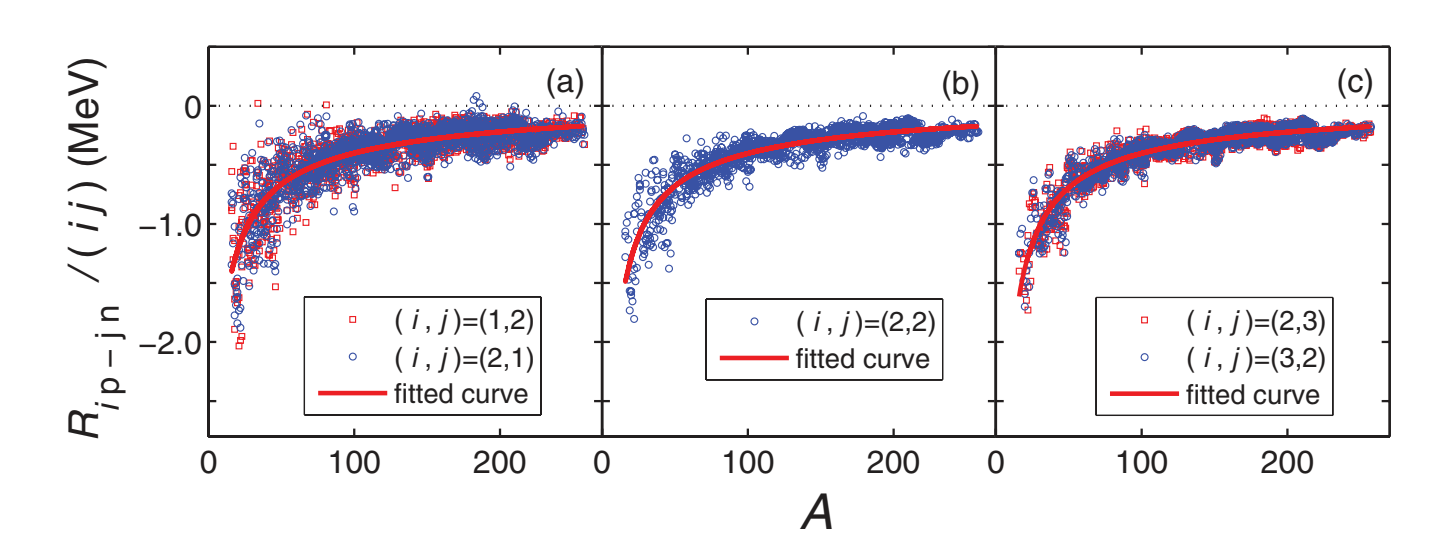 R ip−jn / (ij) (MeV)
0
−1.0
−2.0
(a)
(i, j)=(1,2)
(i, j)=(2,1)
fitted curve
(b)
(i, j)=(2,2)
fitted curve
(c)
(i, j)=(2,3)
(i, j)=(3,2)
fitted curve
0 100 200 0 100 200 0 100 200
A